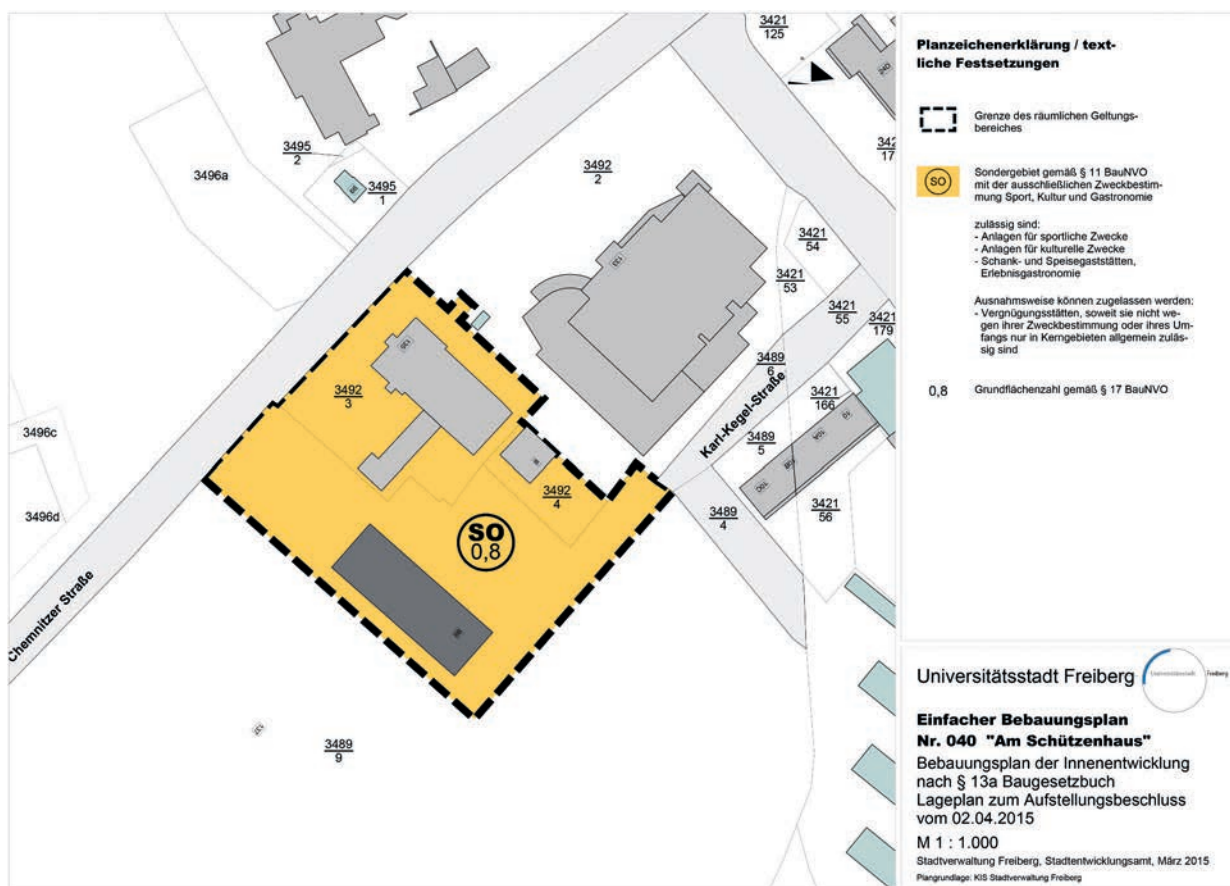 3421
125
24D
3495
2
3496a
3495
1
3492
2
3421
17
133
3421
54
3421
53
3421
55
3421
179
135
3489
6
3492
3
3421
166
Karl-Kegel-Straße
3496c
3489
5
3492
4
3421
56
3496d
3489
4
SO
0,8
Chemnitzer Straße
3489
9
Planzeichenerklärung / text-
liche Festsetzungen
Grenze des räumlichen Geltungs-
bereiches
SO
Sondergebiet gemäß § 11 BauNVO
mit der ausschließlichen Zweckbestim-
mung Sport, Kultur und Gastronomie
zulässig sind:
- Anlagen für sportliche Zwecke
- Anlagen für kulturelle Zwecke
- Schank- und Speisegaststätten,
Erlebnisgastronomie
Ausnahmsweise können zugelassen werden:
- Vergnügungsstätten, soweit sie nicht we-
gen ihrer Zweckbestimmung oder ihres Um-
fangs nur in Kerngebieten allgemein zuläs-
sig sind
0,8 Grundflächenzahl gemäß § 17 BauNVO
Universitätsstadt Freiberg
Universitätsstadt Freiberg
Einfacher Bebauungsplan
Nr. 040 "Am Schützenhaus"
Bebauungsplan der Innenentwicklung
nach § 13a Baugesetzbuch
Lageplan zum Aufstellungsbeschluss
vom 02.04.2015
M 1 : 1.000
Stadtverwaltung Freiberg, Stadtentwicklungsamt, März 2015
Plangrundlage: KIS Stadtverwaltung Freiberg